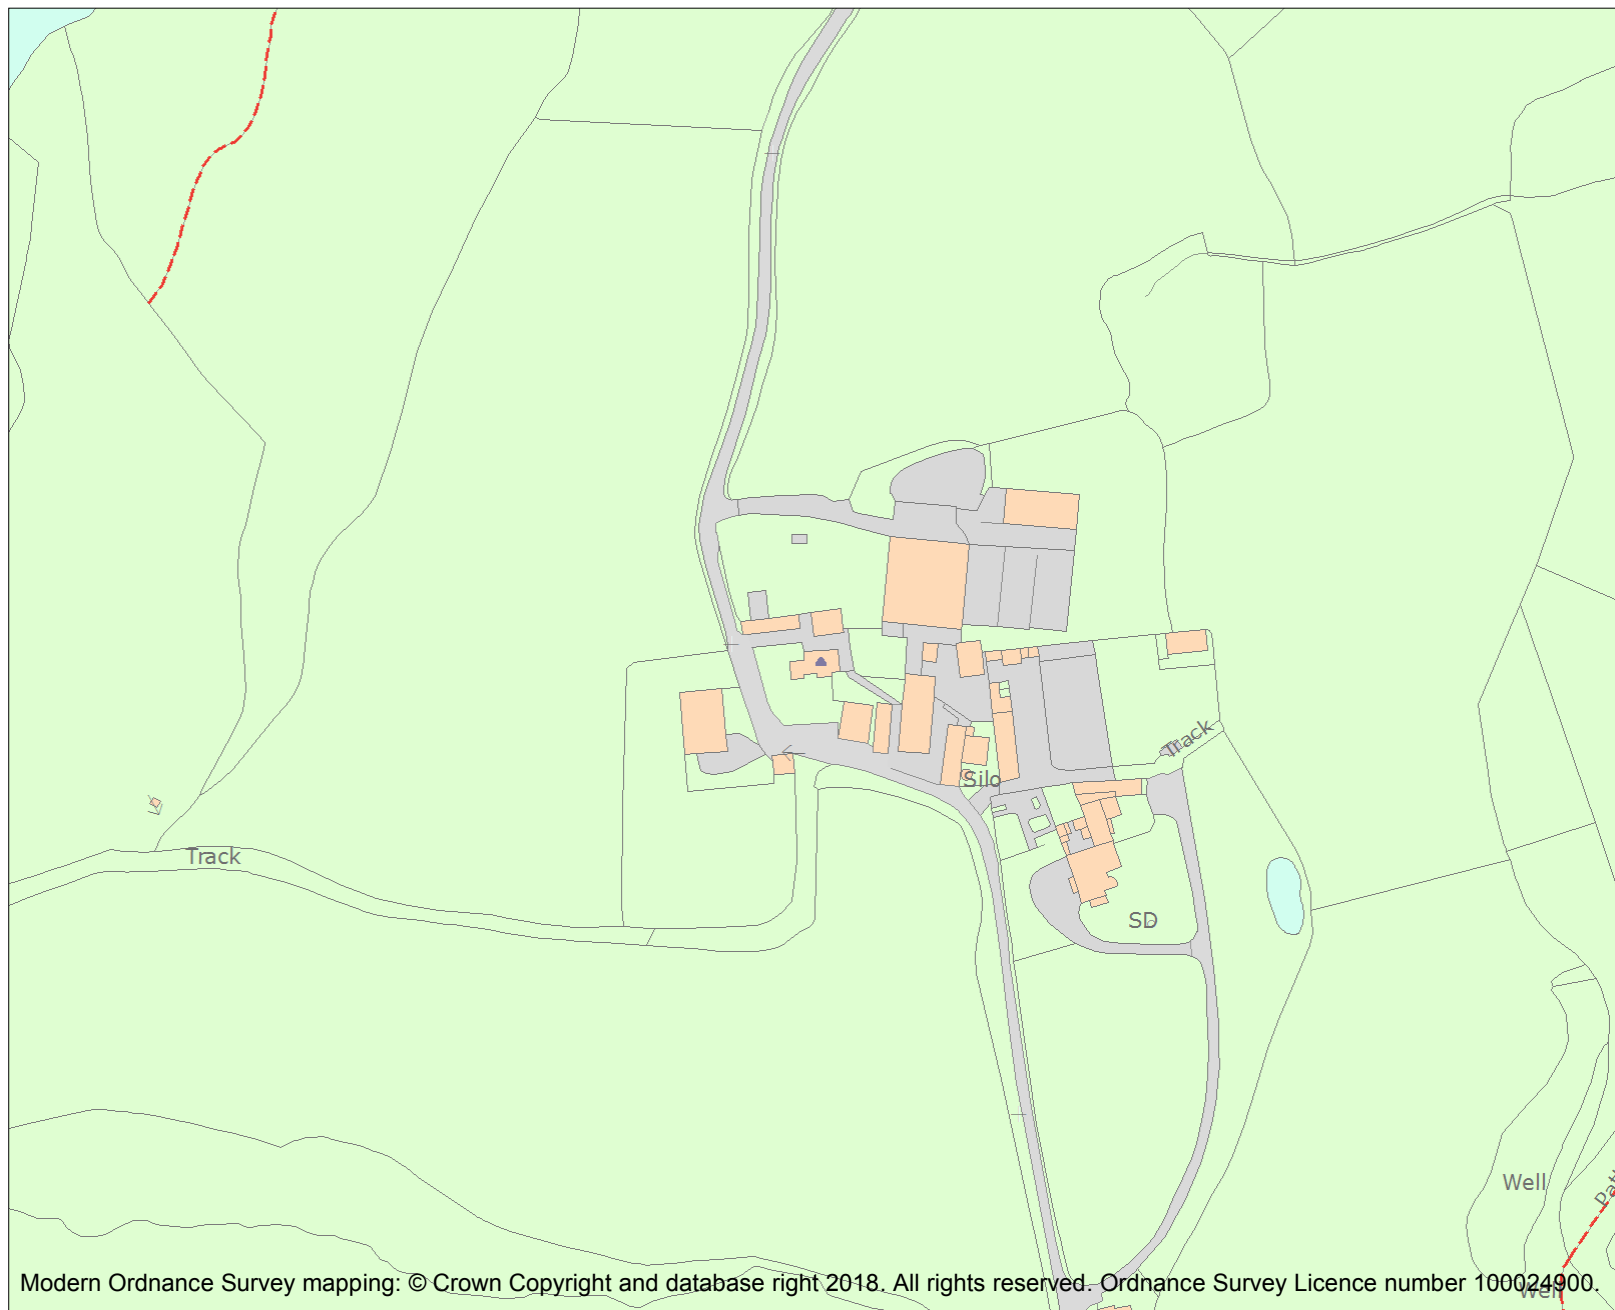 Track
Silo
Track
SD
Well
Modern Ordnance Survey mapping: © Crown Copyright and database right 2018. All rights reserved. Ordnance Survey Licence number 100024900.
Well